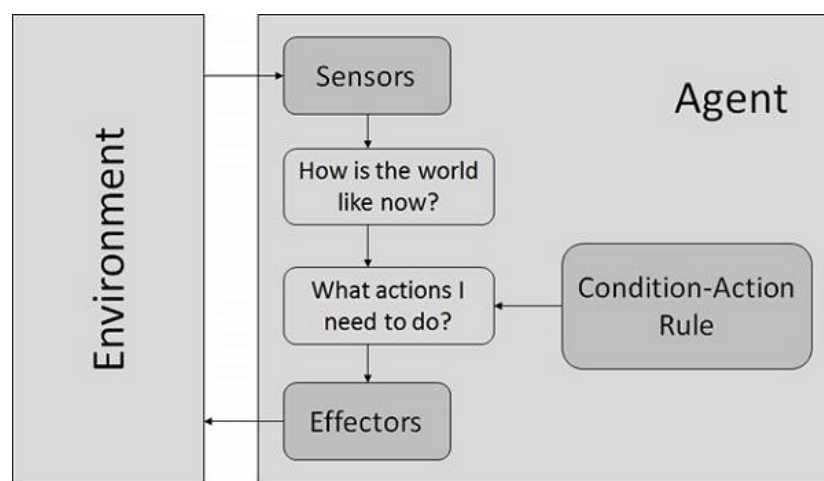 Sensors
Agent
How is the world
like now?
Environment
What actions I
need to do?
Condition-Action
Rule
Effectors